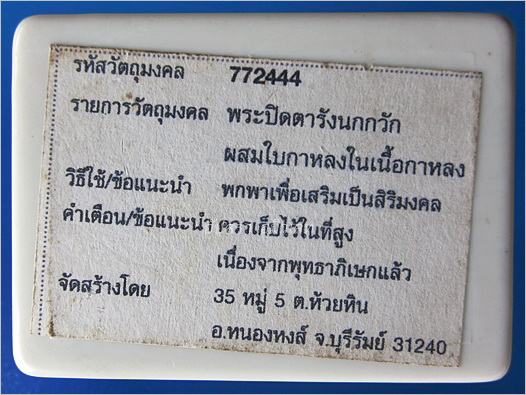 รหัสวัตถุมงคล 772444
รายการวัตถุมงคล พระปิดตารังนกกวัก
ผสมใบกาหลงในเนื้อกาหลง
วิธีใช้/ข้อแนะนำ พกพาเพื่อเสริมเป็นสิริมงคล
คำเตือน/ข้อแนะนำ ควรเก็บไว้ในที่สูง
เนื่องจากพุทธาภิเษกแล้ว
จัดสร้างโดย 35 หมู่ 5 ต.ห้วยหิน
อ.หนองหงส์ จ.บุรีรัมย์ 31240